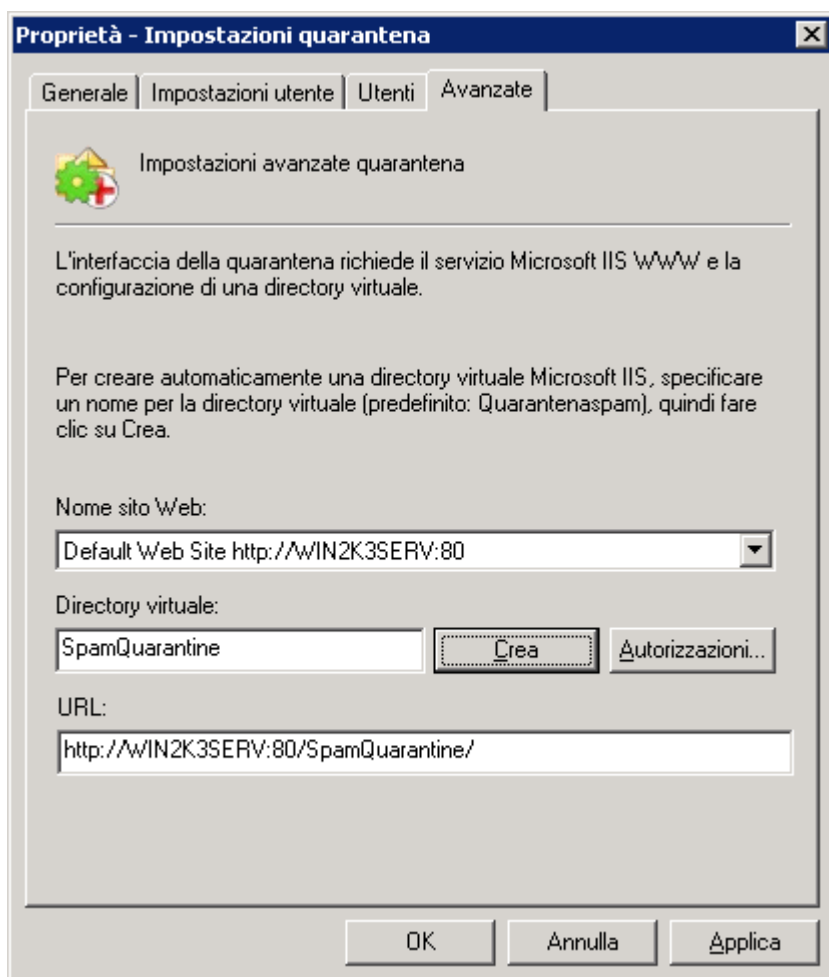 Proprietà - Impostazioni quarantena
Generale Impostazioni utente Utenti Avanzate
Impostazioni avanzate quarantena
L'interfaccia della quarantena richiede il servizio Microsoft IIS WWW e la
configurazione di una directory virtuale.
Per creare automaticamente una directory virtuale Microsoft IIS, specificare
un nome per la directory virtuale (predefinito: Quarantenaspam), quindi fare
clic su Crea.
Nome sito Web:
Default Web Site http://WIN2K3SERV:80
Directory virtuale:
SpamQuarantine Crea Autorizzazioni...
URL:
http://WIN2K3SERV:80/SpamQuarantine/
OK Annulla Applica